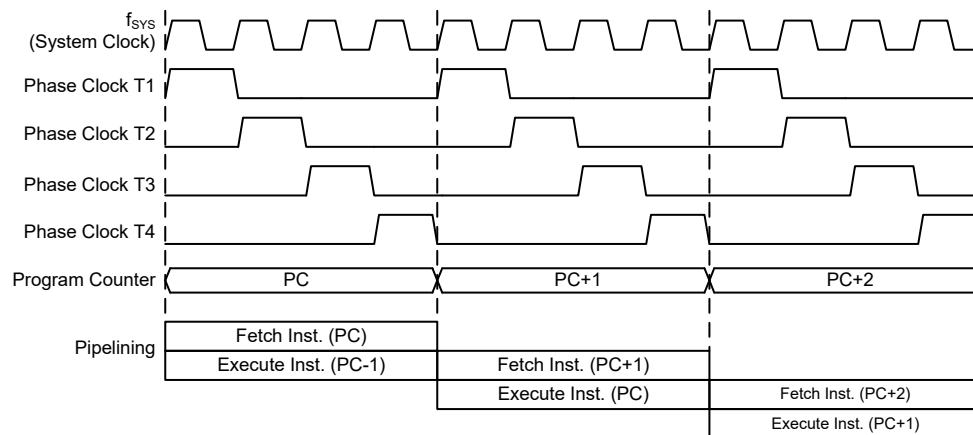 fSYS
(System Clock)
Phase Clock T1
Phase Clock T2
Phase Clock T3
Phase Clock T4
Program Counter PC PC+1 PC+2
Fetch Inst. (PC)
Pipelining
Execute Inst. (PC-1) Fetch Inst. (PC+1)
Execute Inst. (PC) Fetch Inst. (PC+2)
Execute Inst. (PC+1)